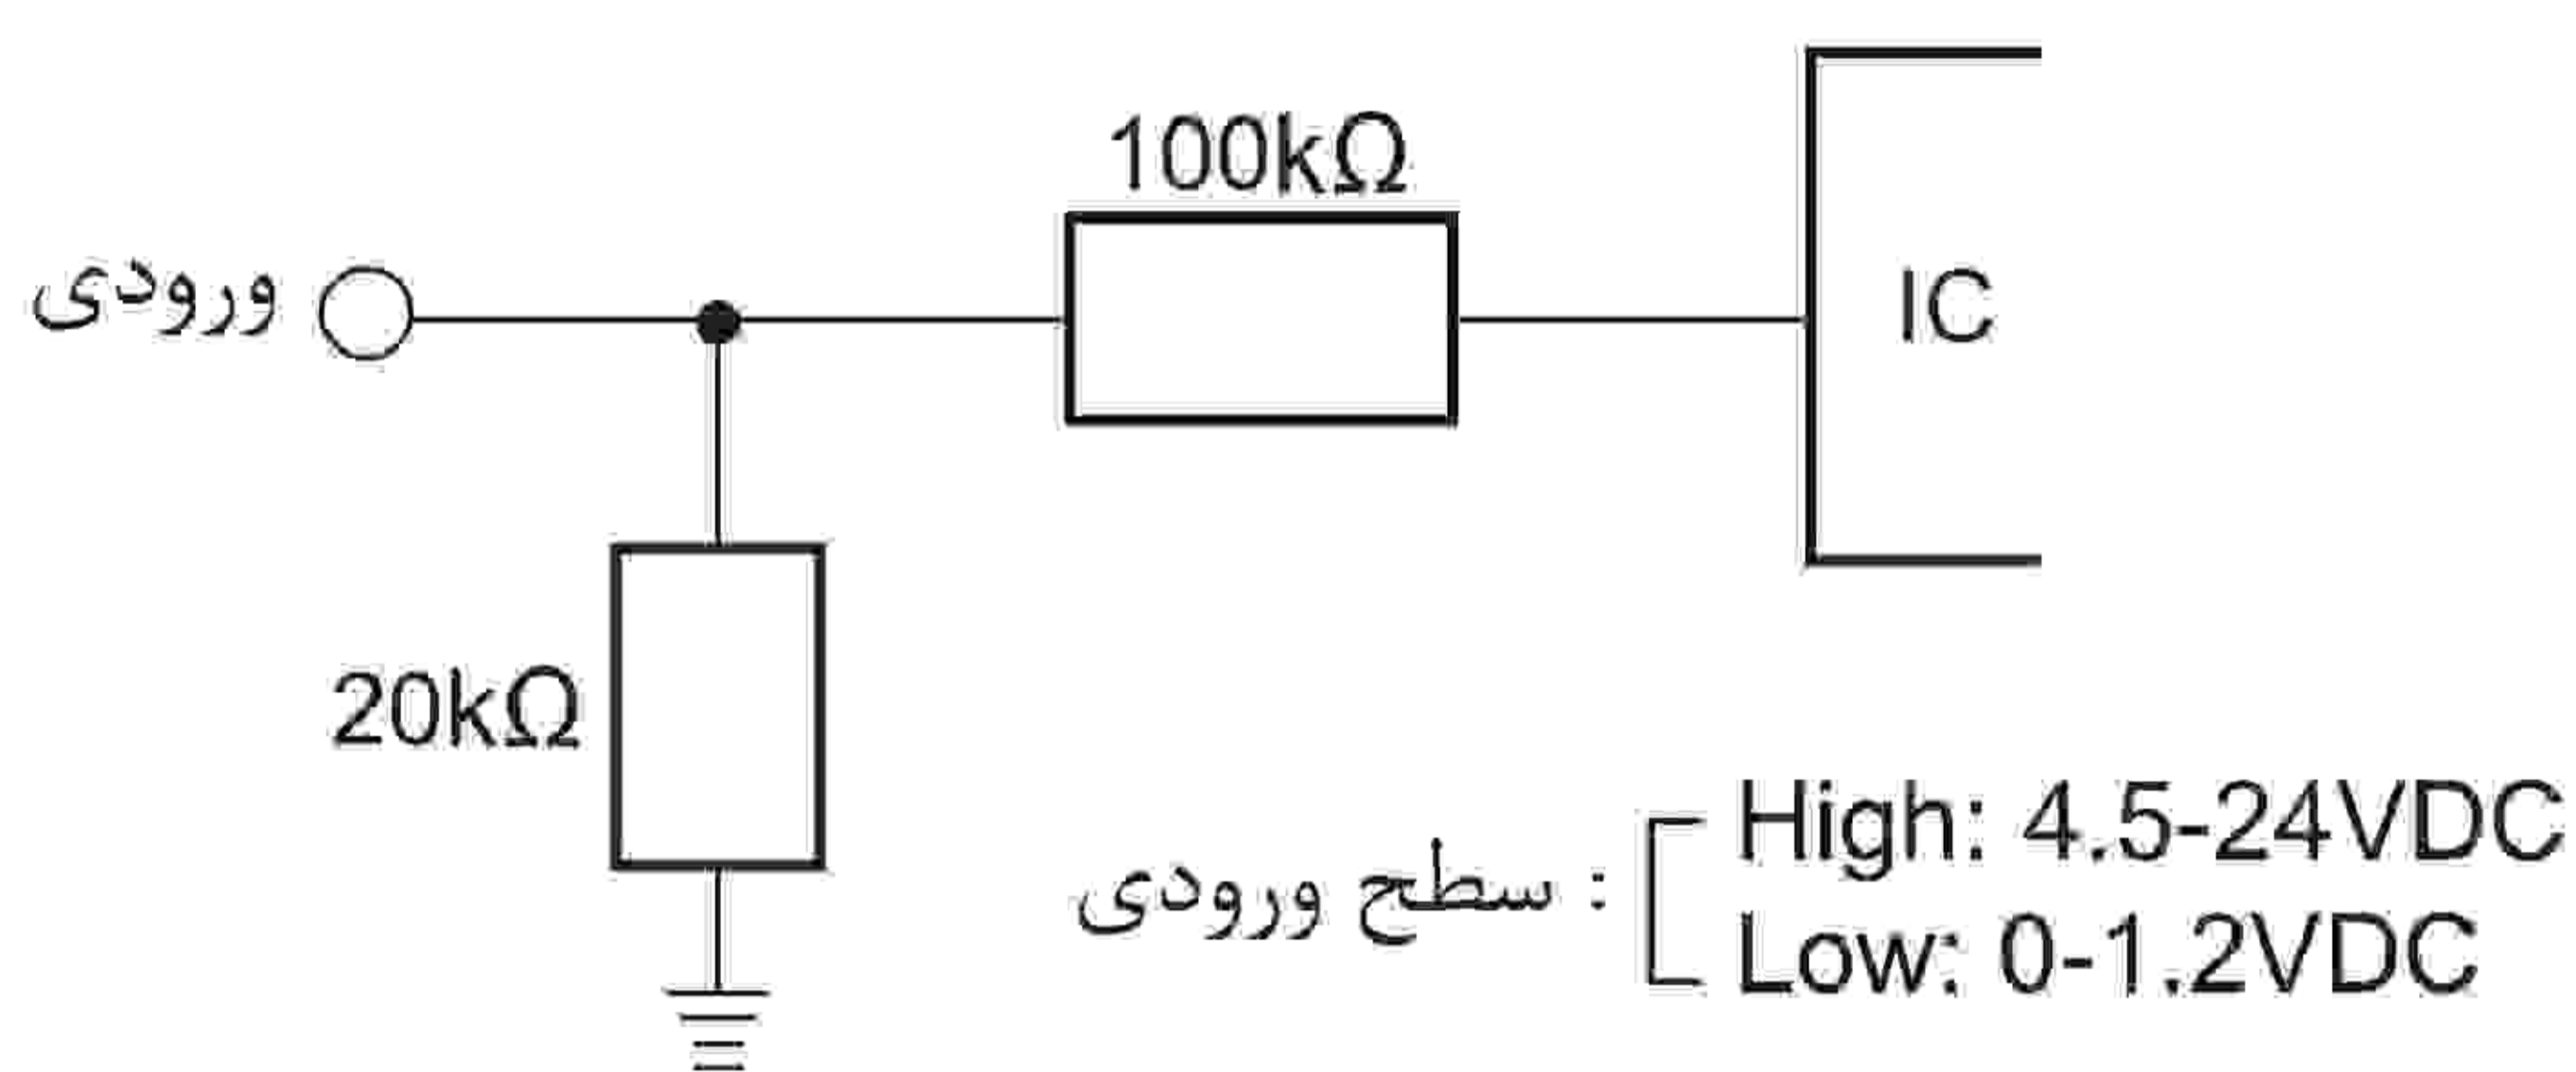 100kΩ
ورودی
IC
20kΩ
High: 4.5-24VDC
سطح ورودی :
Low: 0-1.2VDC